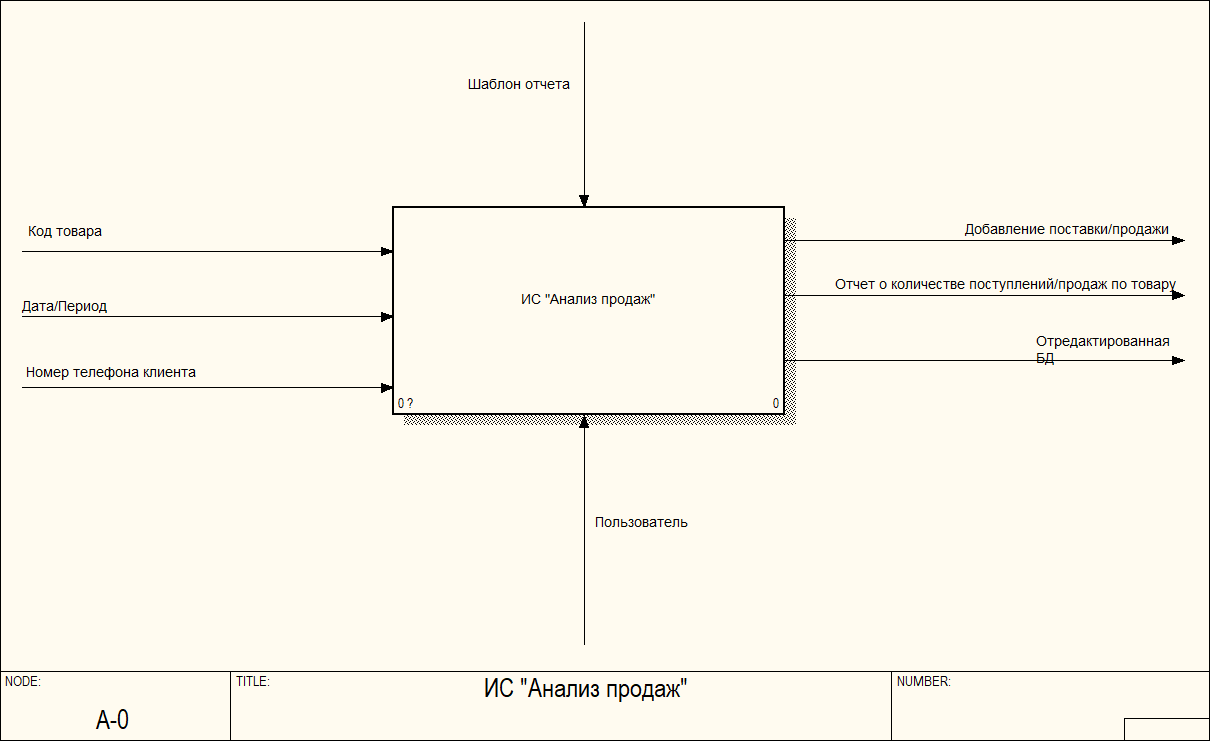 Шаблон отчета
Код товара
Дата/Период
Номер телефона клиента
ИС "Анализ продаж"
0 ?
0
Добавление поставки/продажи
Отчет о количестве поступлений/продаж по товару
Отредактированная
БД
Пользователь
NODE:
A-0
TITLE:
ИС "Анализ продаж"
NUMBER: